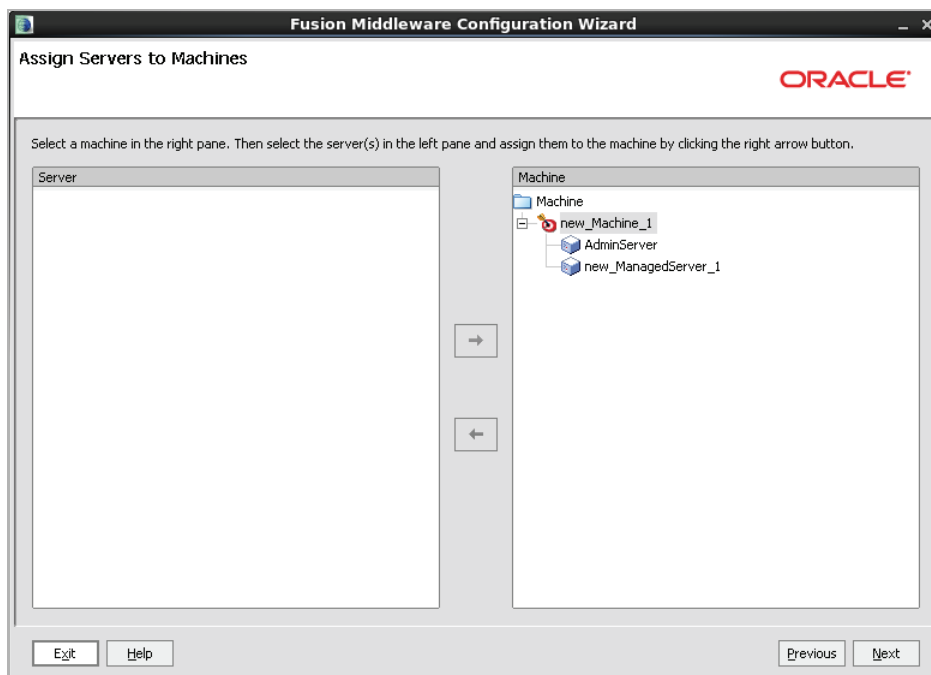 Fusion Middleware Configuration Wizard
Assign Servers to Machines
ORACLE
Select a machine in the right pane. Then select the server(s) in the left pane and assign them to the machine by clicking the right arrow button.
Server
Machine
Machine
new_Machine_1
AdminServer
new_ManagedServer_1
Exit Help Previous Next